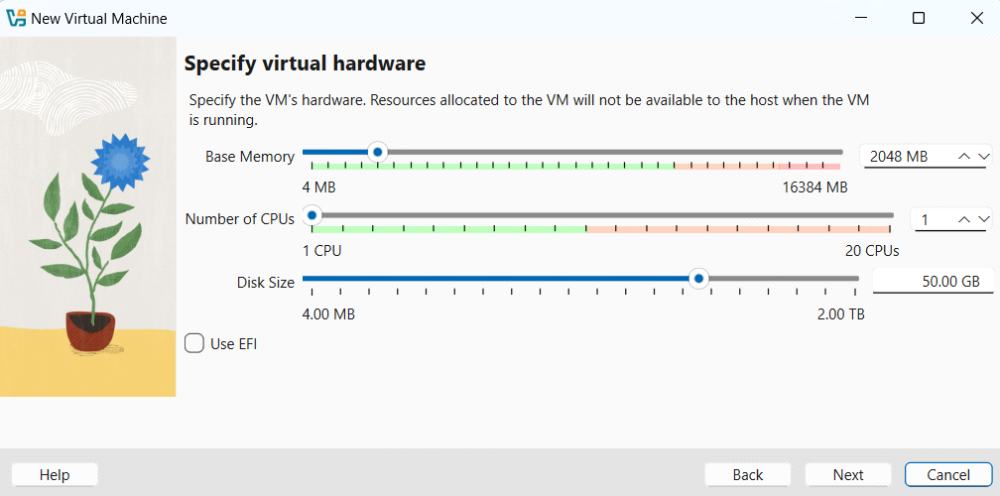 New Virtual Machine
Specify virtual hardware
Specify the VM's hardware. Resources allocated to the VM will not be available to the host when the VM
is running.
Base Memory
2048 MB
4 MB
16384 MB
Number of CPUs
1
1 CPU
20 CPUs
Disk Size
50.00 GB
4.00 MB
2.00 TB
Use EFI
Help
Back
Next
Cancel